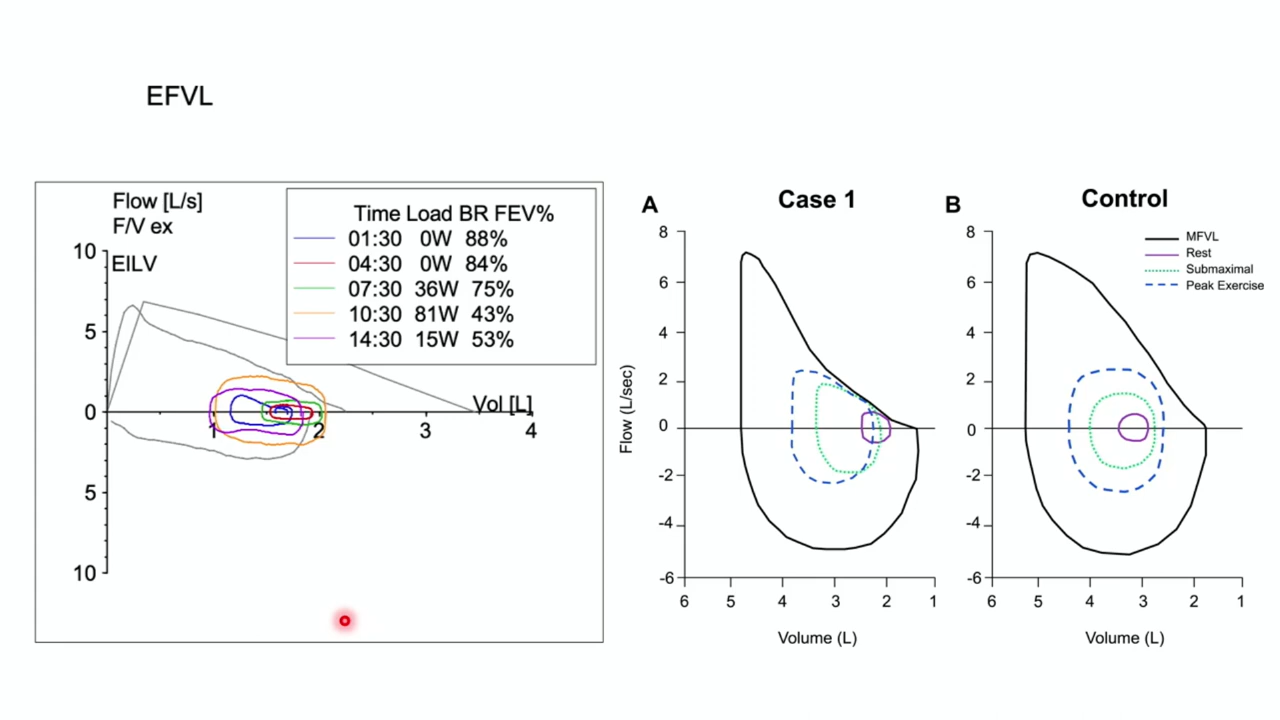 EFVL
Flow [L/s]
F/V ex
10
EILV
5
0
5
10
1
2
3
4
Vol [L]
Time Load BR FEV%
01:30 0W 88%
04:30 0W 84%
07:30 36W 75%
10:30 81W 43%
14:30 15W 53%
A
Case 1
Flow (L/sec)
8
6
4
2
0
-2
-4
-6
6 5 4 3 2 1
Volume (L)
B
Control
MFVL
Rest
Submaximal
Peak Exercise
8
6
4
2
0
-2
-4
-6
6 5 4 3 2 1
Volume (L)